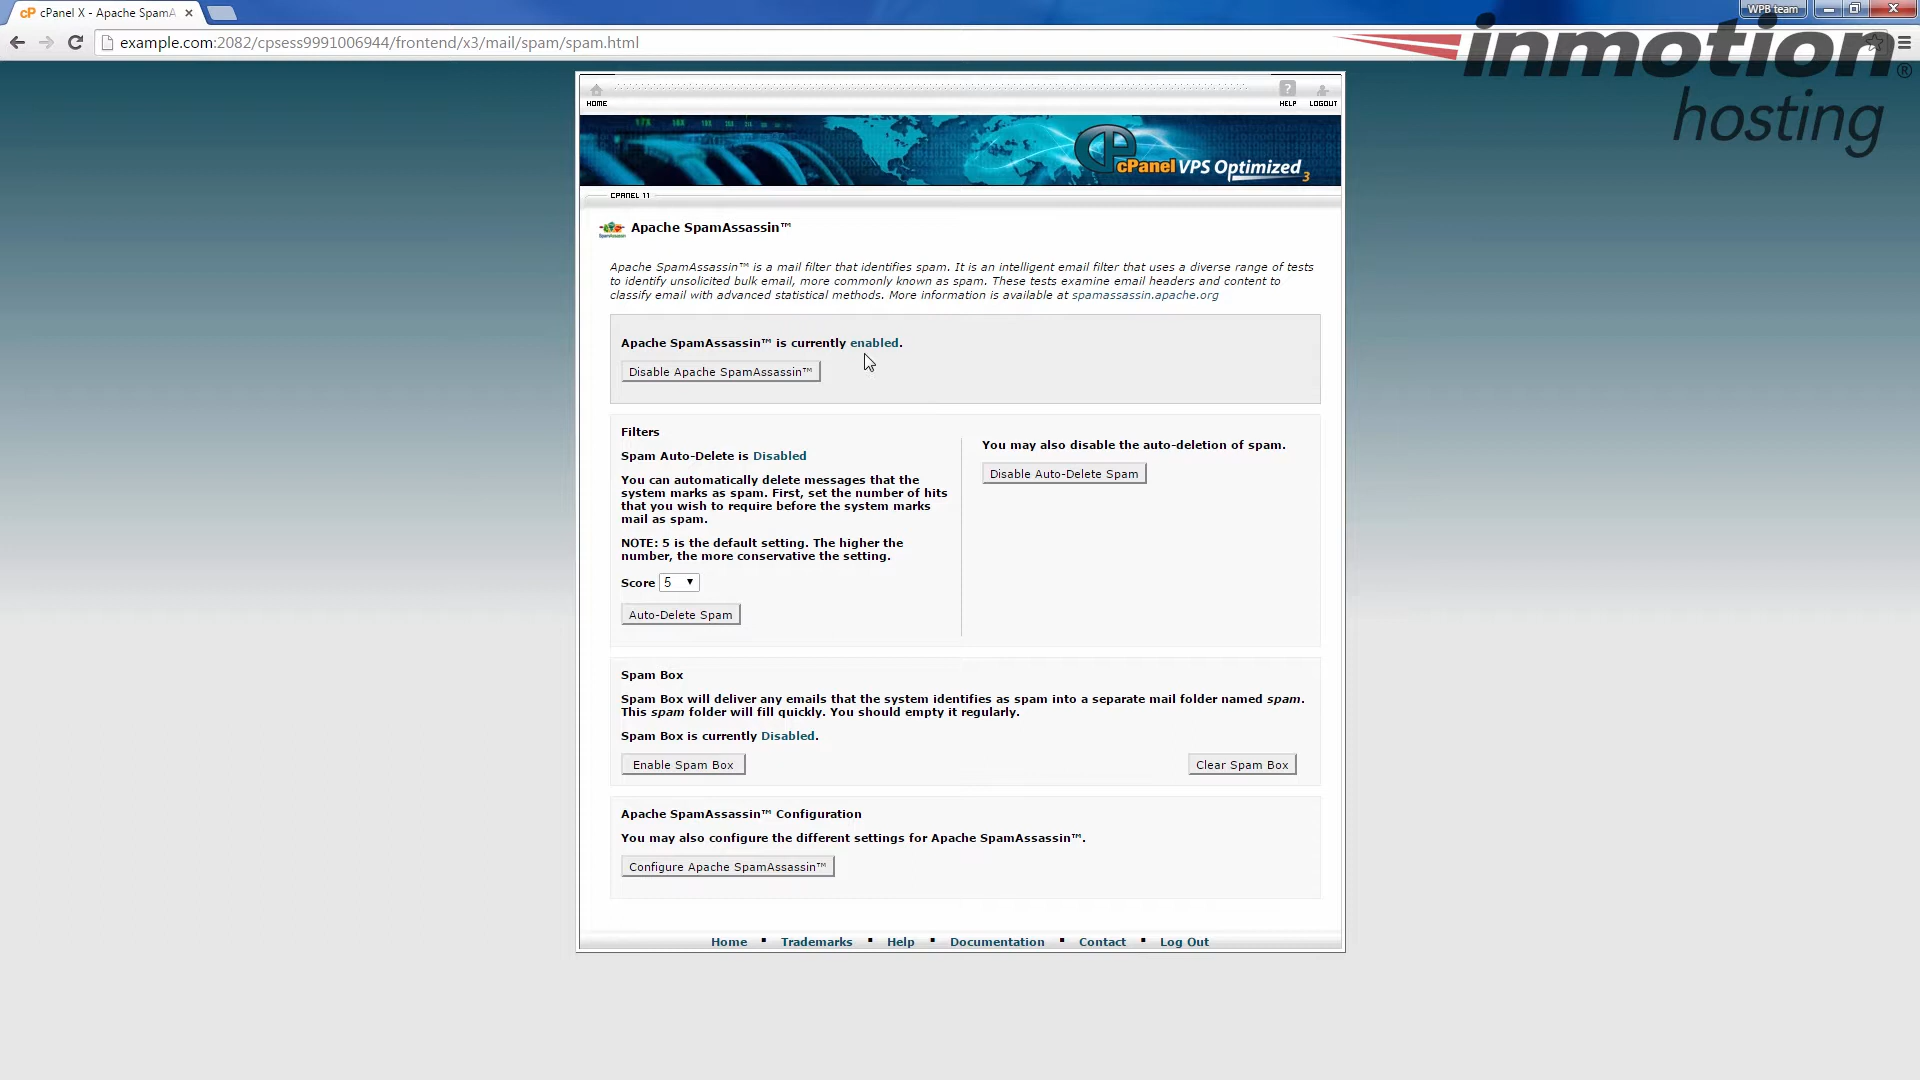 cP cPanel X - Apache SpamA
WPB team
example.com:2082/cpsess9991006944/frontend/x3/mail/spam/spam.html
inmotion®
hosting
HOME
HELP
LOGOUT
cP
cPanel VPS Optimized 3
CPANEL 11
Apache SpamAssassin™
Apache SpamAssassin™ is a mail filter that identifies spam. It is an intelligent email filter that uses a diverse range of tests
to identify unsolicited bulk email, more commonly known as spam. These tests examine email headers and content to
classify email with advanced statistical methods. More information is available at spamassassin.apache.org
Apache SpamAssassin™ is currently enabled.
Disable Apache SpamAssassin™
Filters
Spam Auto-Delete is Disabled
You can automatically delete messages that the
system marks as spam. First, set the number of hits
that you wish to require before the system marks
mail as spam.
NOTE: 5 is the default setting. The higher the
number, the more conservative the setting.
Score 5
Auto-Delete Spam
You may also disable the auto-deletion of spam.
Disable Auto-Delete Spam
Spam Box
Spam Box will deliver any emails that the system identifies as spam into a separate mail folder named spam.
This spam folder will fill quickly. You should empty it regularly.
Spam Box is currently Disabled.
Enable Spam Box
Clear Spam Box
Apache SpamAssassin™ Configuration
You may also configure the different settings for Apache SpamAssassin™.
Configure Apache SpamAssassin™
Home ▪ Trademarks ▪ Help ▪ Documentation ▪ Contact ▪ Log Out